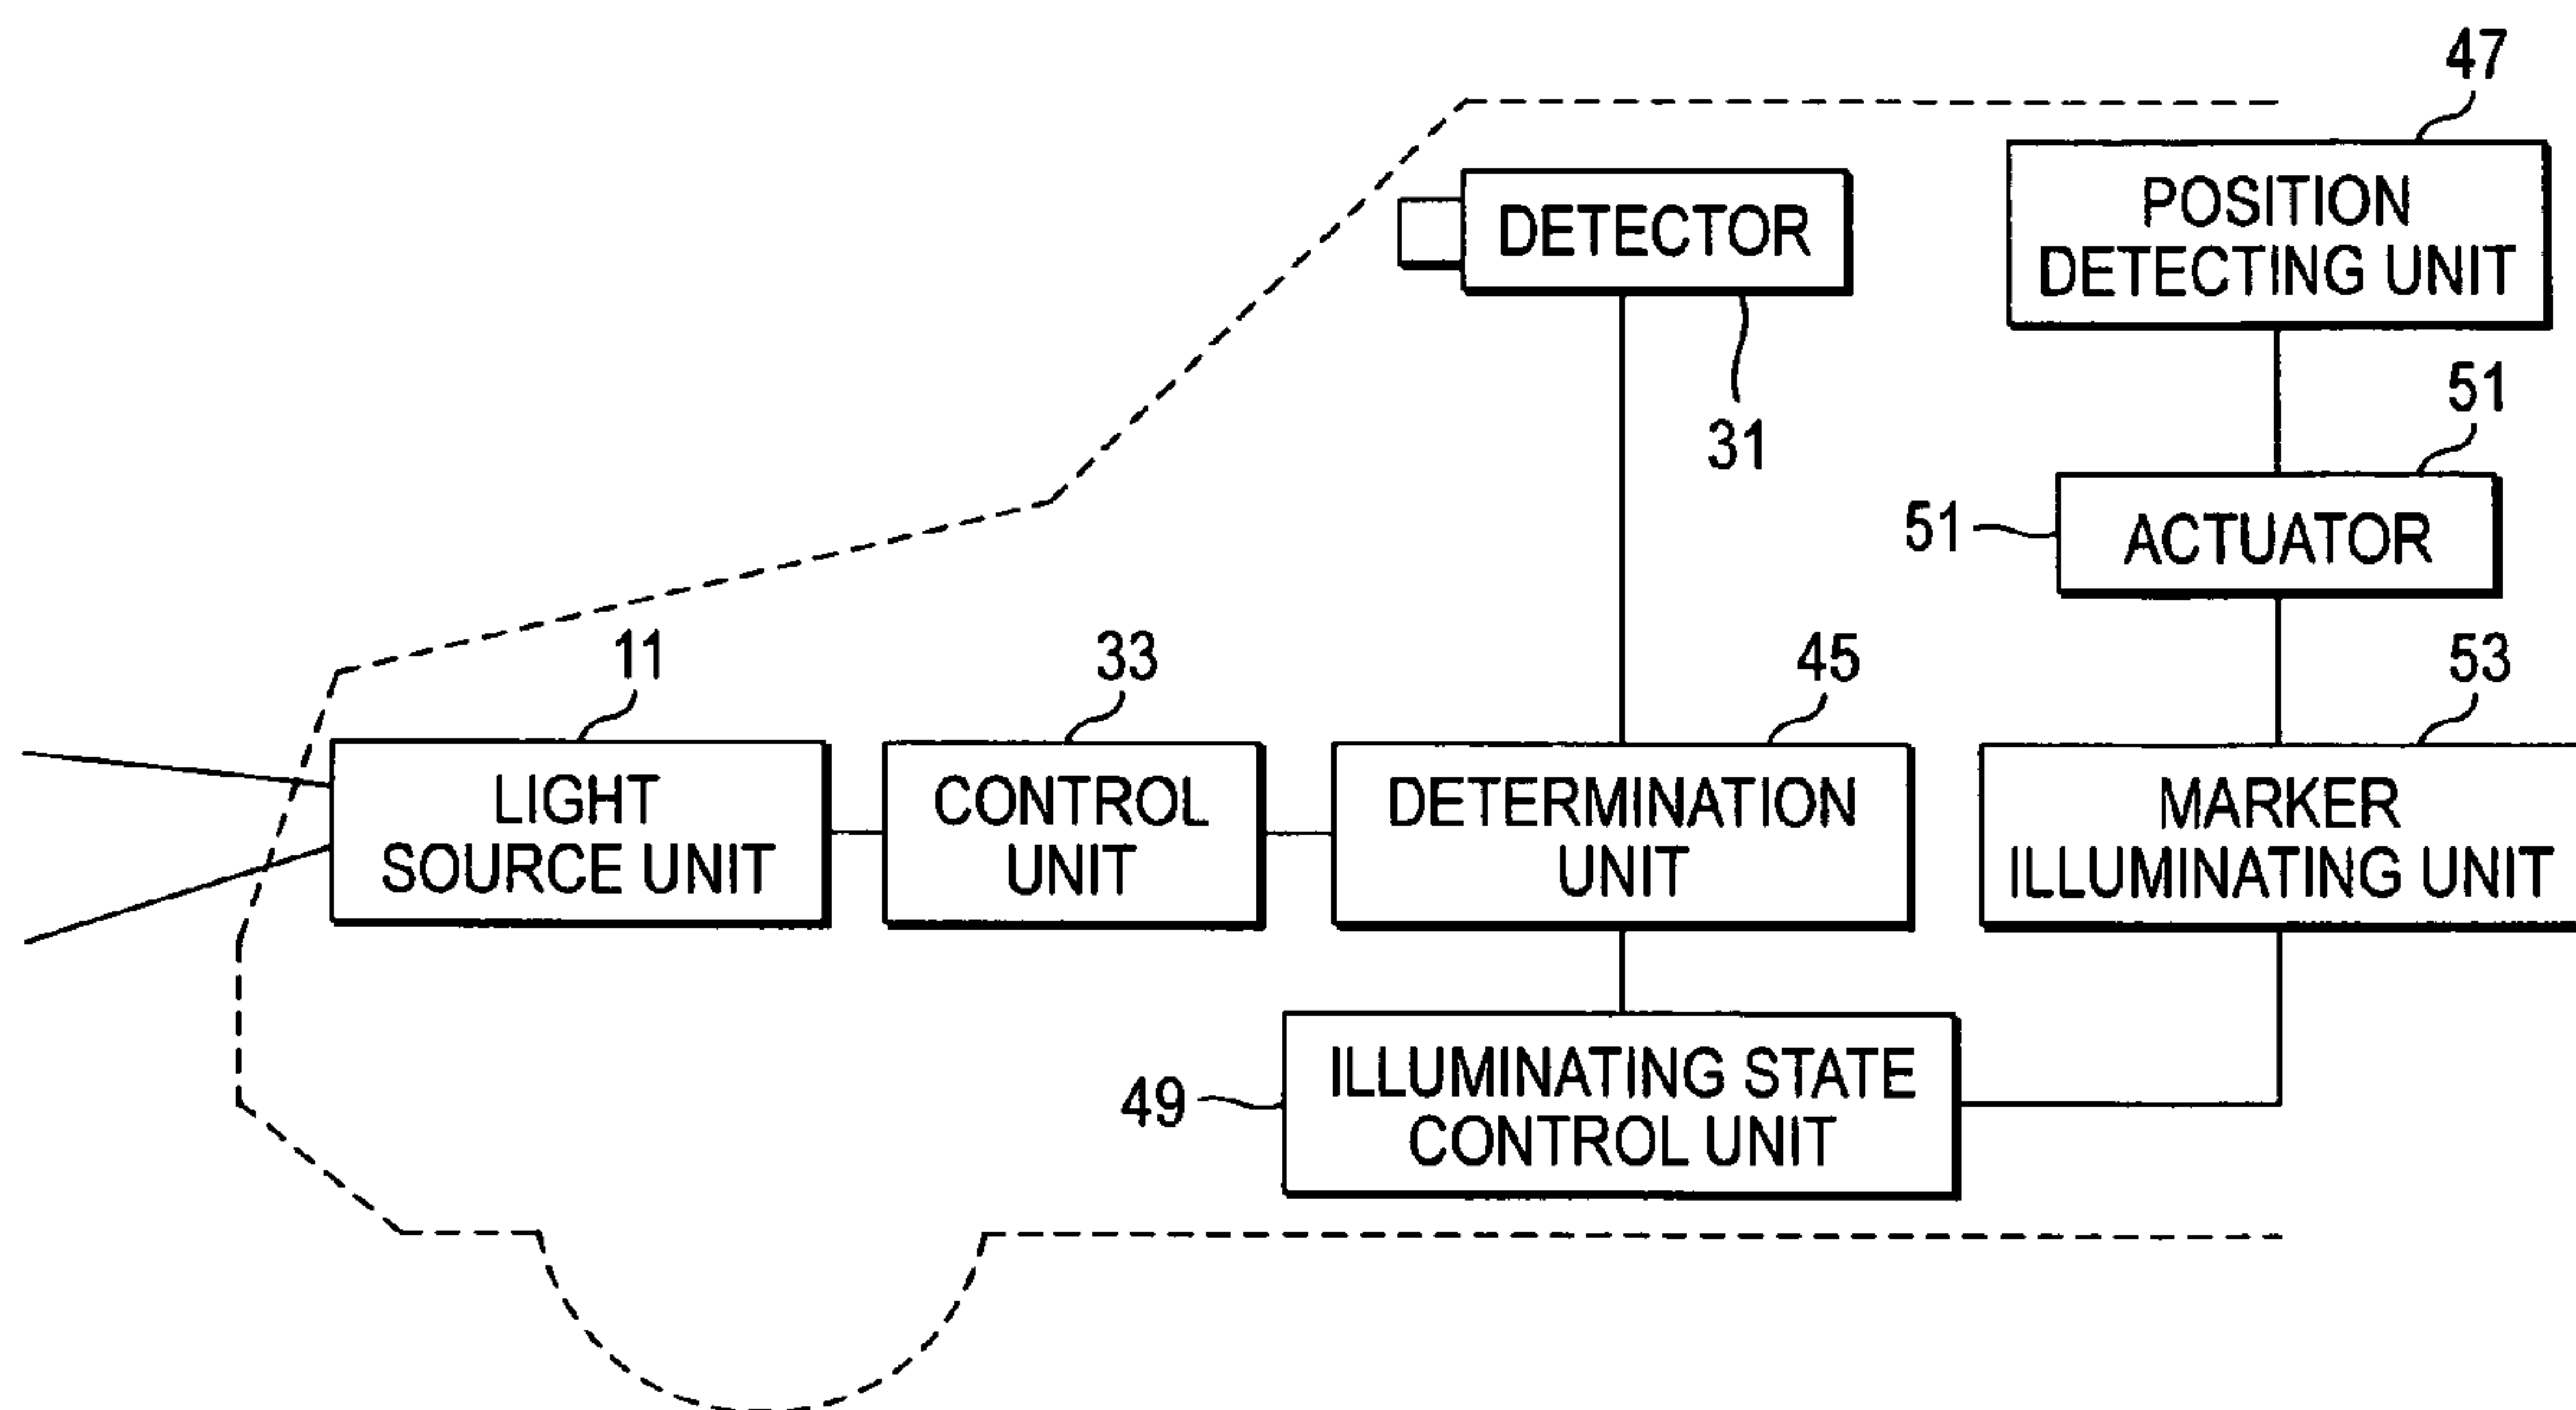 47
POSITION
DETECTING UNIT
DETECTOR
31
51
51
ACTUATOR
11
33
45
53
LIGHT
SOURCE UNIT
CONTROL
UNIT
DETERMINATION
UNIT
MARKER
ILLUMINATING UNIT
49
ILLUMINATING STATE
CONTROL UNIT